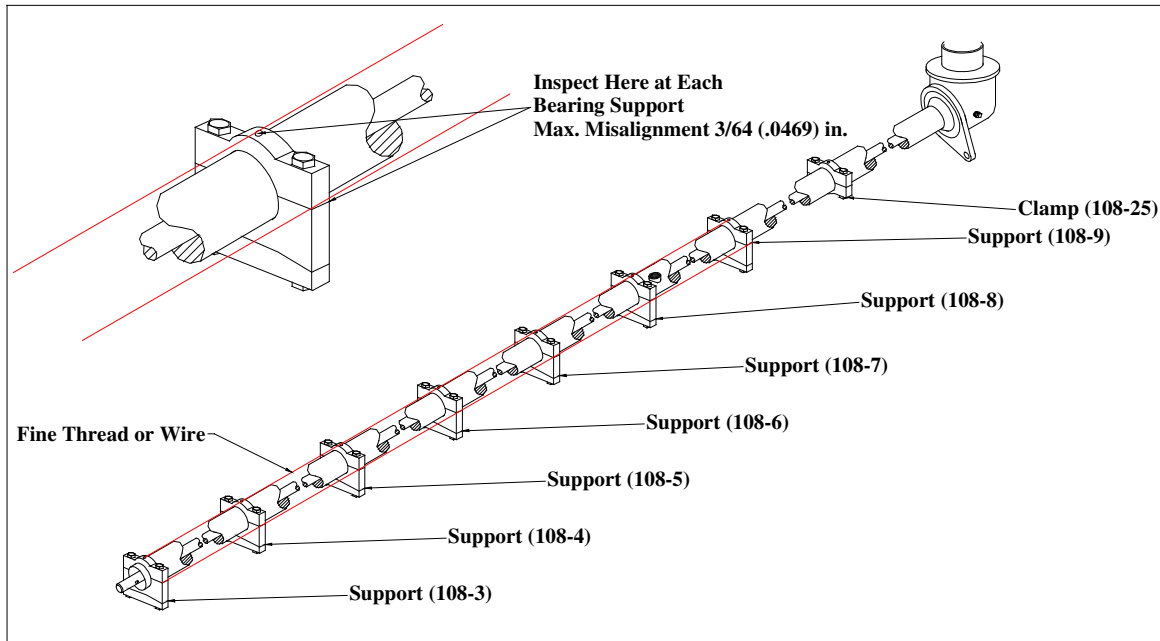 Inspect Here at Each
Bearing Support
Max. Misalignment 3/64 (.0469) in.
Clamp (108-25)
Support (108-9)
Support (108-8)
Support (108-7)
Support (108-6)
Fine Thread or Wire
Support (108-5)
Support (108-4)
Support (108-3)